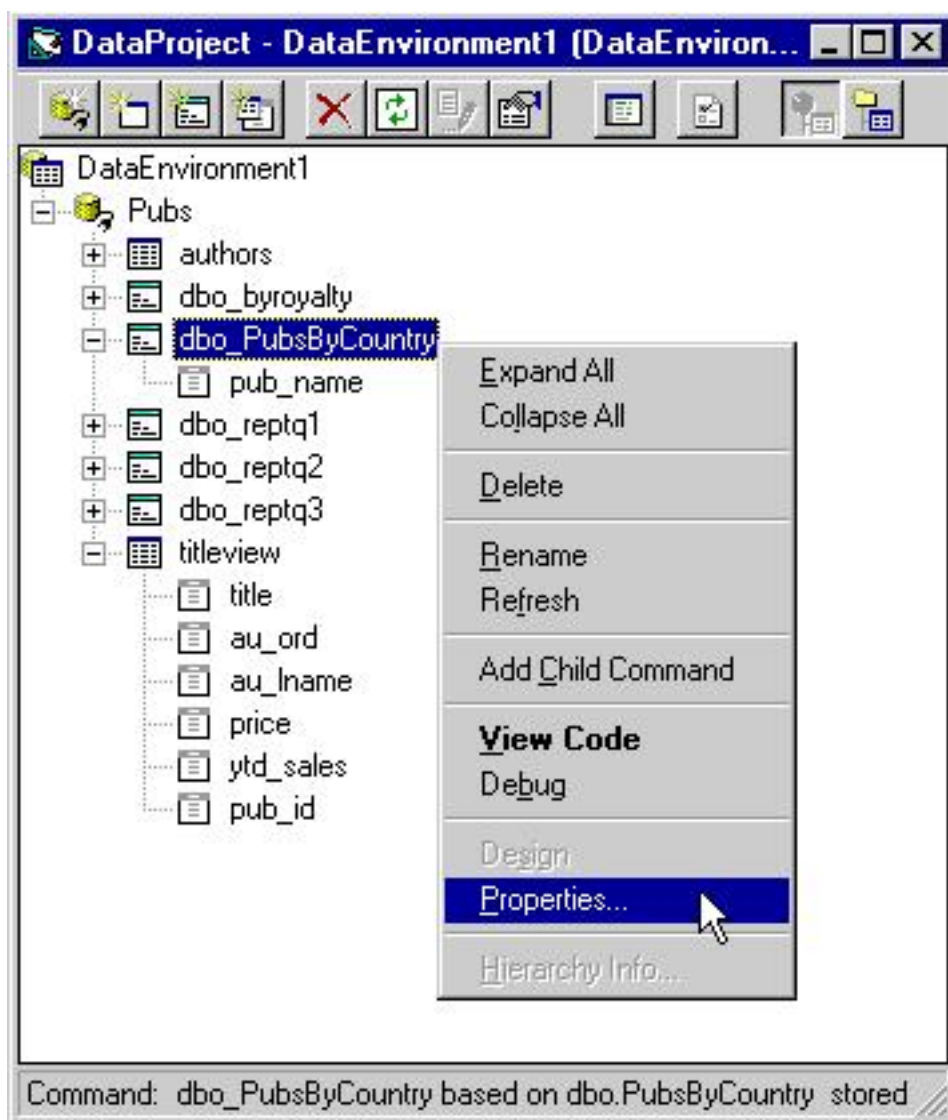 DataProject - DataEnvironment1 (DataEnviron...
DataEnvironment1
Pubs
authors
dbo_byroyalty
dbo_PubsByCountry
pub_name
dbo_reptq1
dbo_reptq2
dbo_reptq3
titleview
title
au_ord
au_lname
price
ytd_sales
pub_id
Expand All
Collapse All
Delete
Rename
Refresh
Add Child Command
View Code
Debug
Design
Properties...
Hierarchy Info...
Command: dbo_PubsByCountry based on dbo.PubsByCountry stored